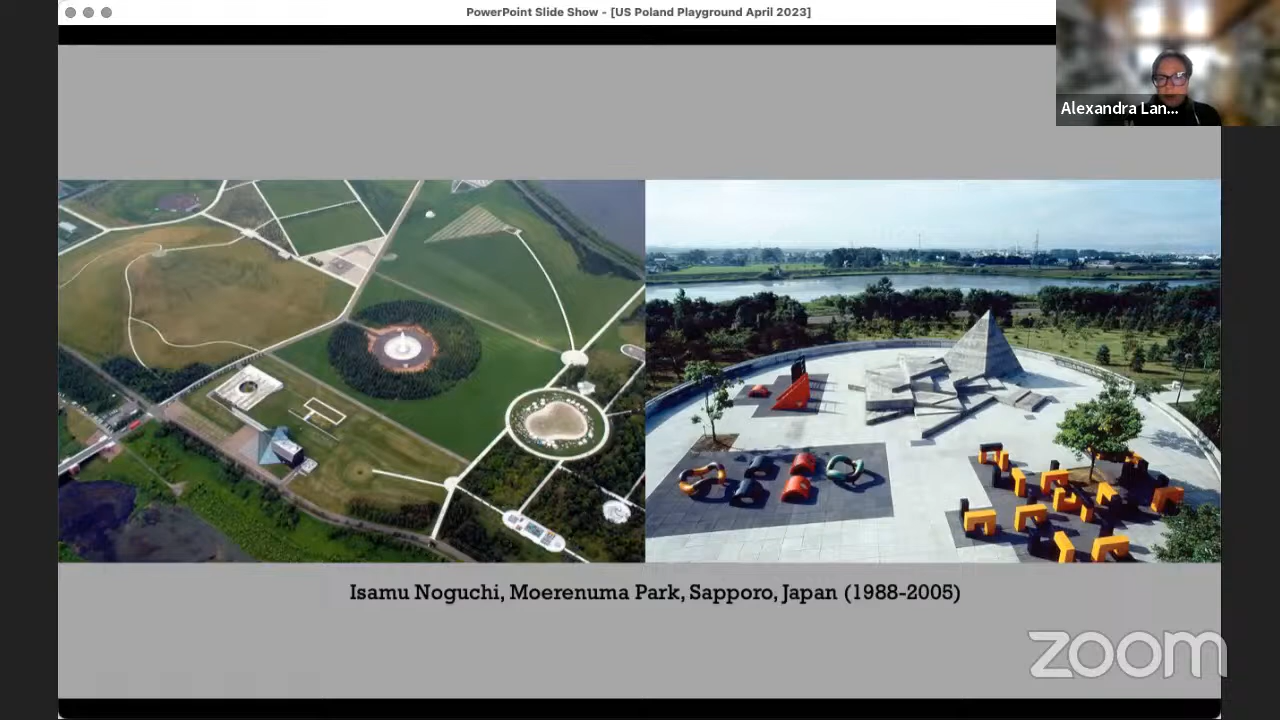 PowerPoint Slide Show - [US Poland Playground April 2023]
Alexandra Lan...
Isamu Noguchi, Moerenuma Park, Sapporo, Japan (1988-2005)
zoom